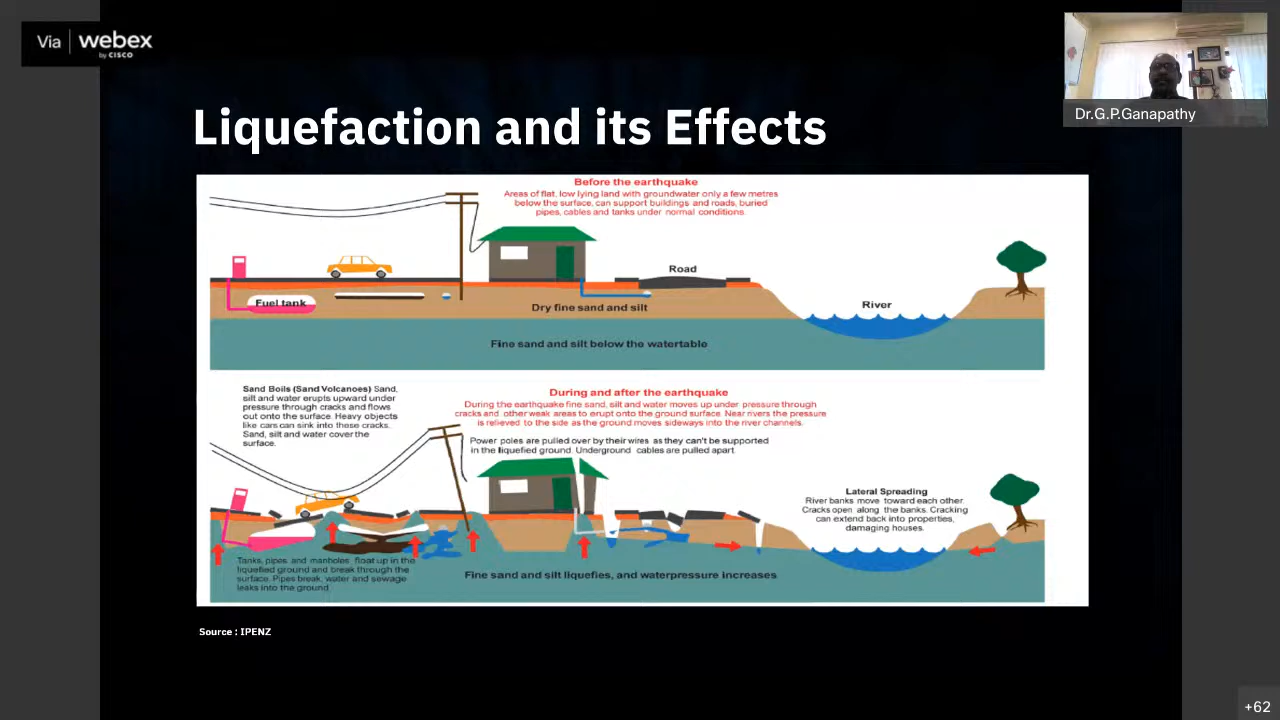 Via webex
by CISCO
Dr.G.P.Ganapathy
Liquefaction and its Effects
Before the earthquake
Areas of flat, low lying land with groundwater only a few metres
below the surface, can support buildings and roads, buried
pipes, cables and tanks under normal conditions.
Road
Fuel tank
Dry fine sand and silt
River
Fine sand and silt below the watertable
Sand Boils (Sand Volcanoes) Sand,
silt and water erupts upward under
pressure through cracks and flows
out onto the surface. Heavy objects
like cars can sink into these cracks.
Sand, silt and water cover the
surface.
During and after the earthquake
During the earthquake fine sand, silt and water moves up under pressure through
cracks and other weak areas to erupt onto the ground surface. Near rivers the pressure
is relieved to the side as the ground moves sideways into the river channels.
Power poles are pulled over by their wires as they can't be supported
in the liquefied ground. Underground cables are pulled apart.
Lateral Spreading
River banks move toward each other.
Cracks open along the banks. Cracking
can extend back into properties,
damaging houses.
Tanks, pipes and manholes float up in the
liquefied ground and break through the
surface. Pipes break, water and sewage
leaks into the ground
Fine sand and silt liquefies, and waterpressure increases
Source : IPENZ
+62